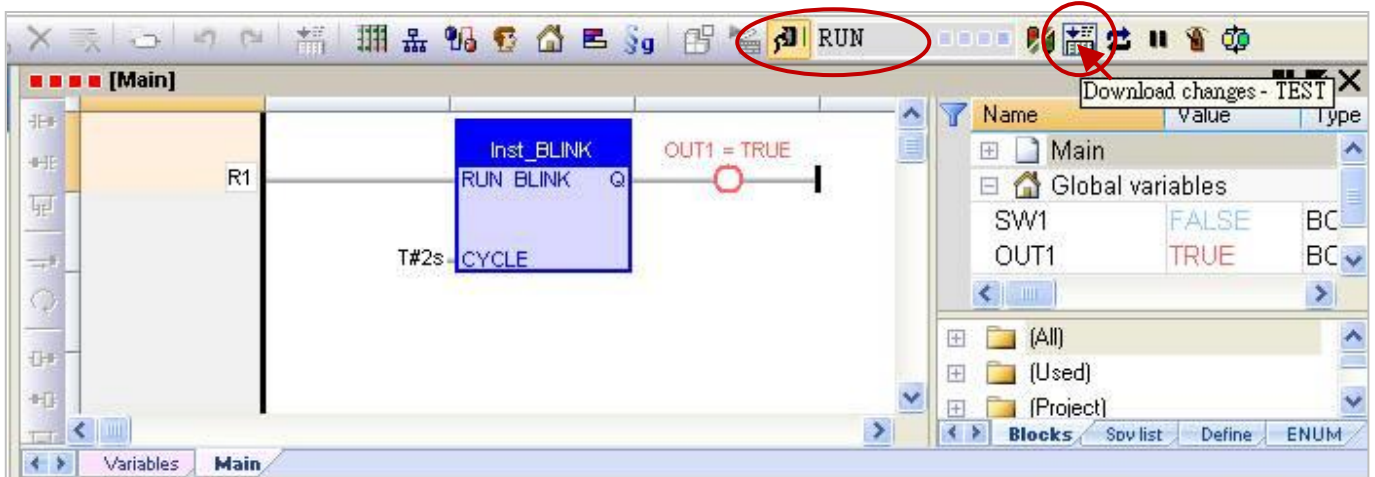 §g RUN
[Main]
Download changes - TEST
Name Value Type
Inst_BLINK OUT1 = TRUE
Main
R1 RUN BLINK Q
Global variables
SW1 FALSE BC
T#2s CYCLE
OUT1 TRUE BC
(All)
(Used)
(Project)
Blocks Spy list Define ENUM
Variables Main